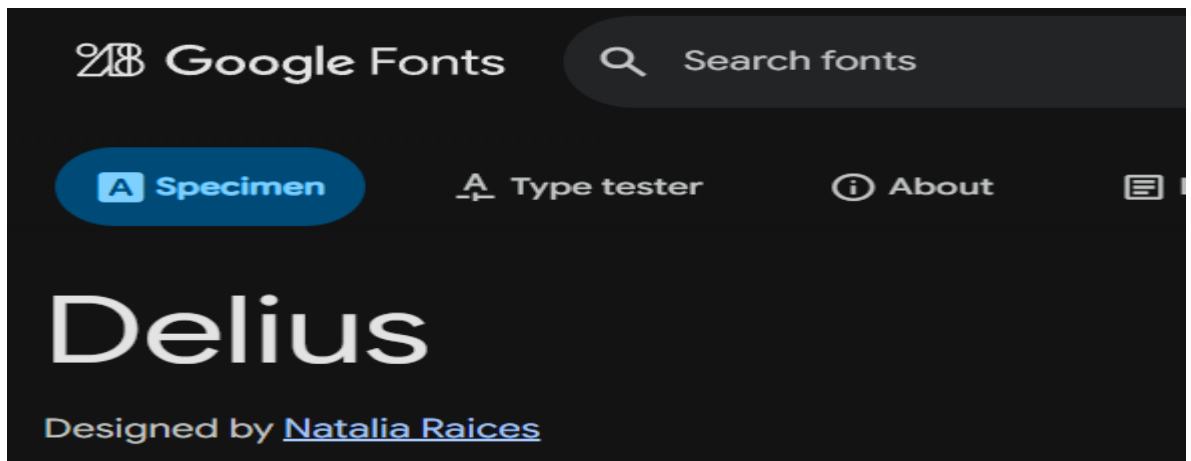 Google Fonts Search fonts
A Specimen A Type tester About
Delius
Designed by Natalia Raices